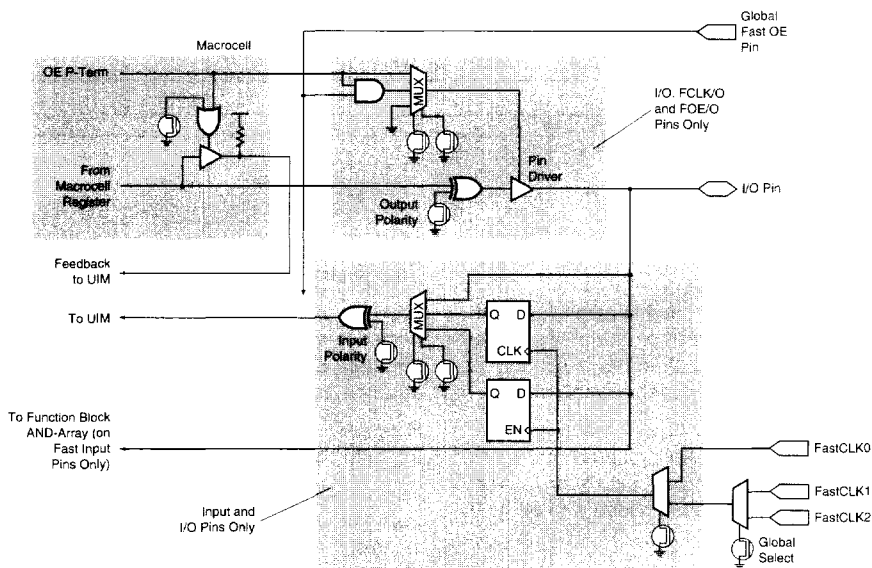 Global
Fast OE
Pin
Macrocell
OE P-Term
MUX
I/O, FCLK/O
and FOE/O
Pins Only
From
Macrocell
Register
Pin
Driver
Output
Polarity
I/O Pin
Feedback
to UIM
To UIM
Input
Polarity
MUX
Q D
CLK
Q D
EN
To Function Block
AND-Array (on
Fast Input
Pins Only)
Input and
I/O Pins Only
FastCLK0
FastCLK1
FastCLK2
Global
Select